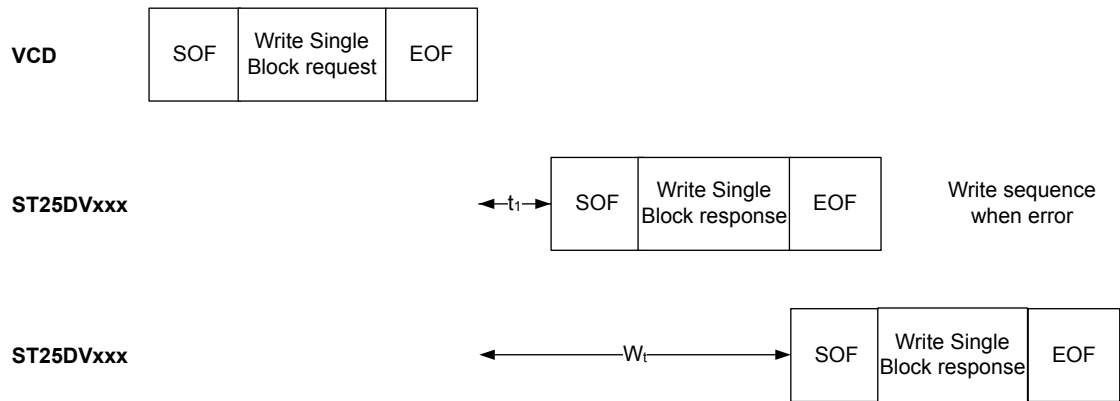 VCD
SOF
Write Single
Block request
EOF
ST25DVxxx
t1
SOF
Write Single
Block response
EOF
Write sequence
when error
ST25DVxxx
Wt
SOF
Write Single
Block response
EOF